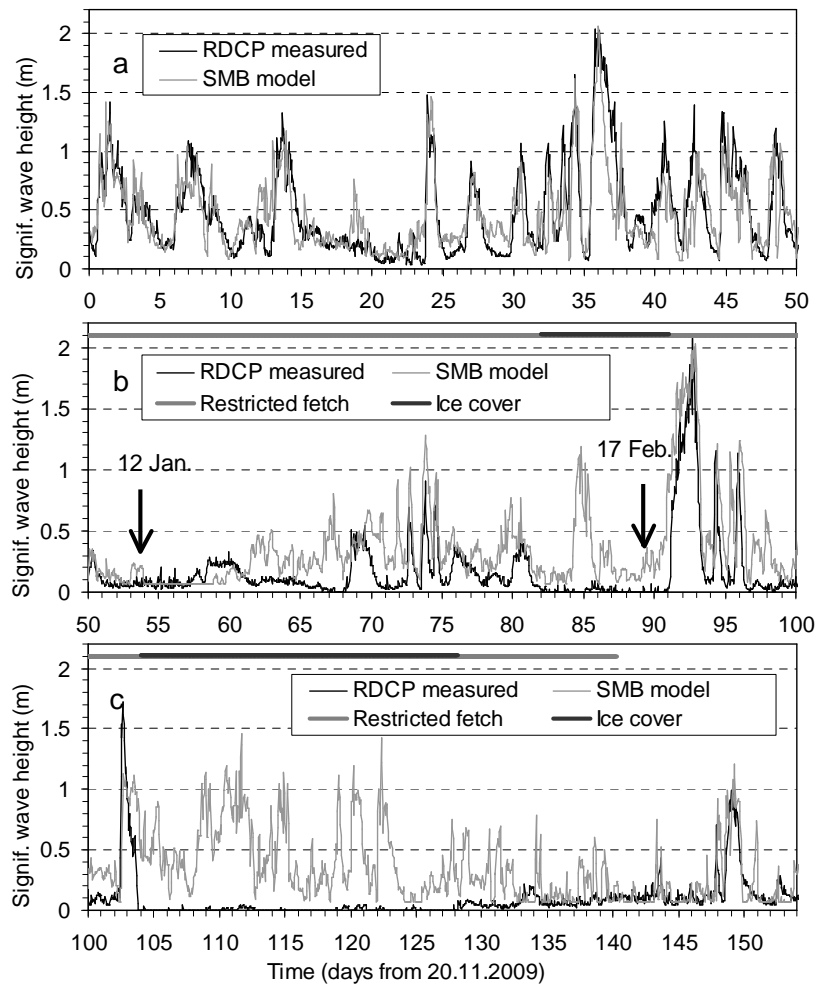 a
RDCP measured
SMB model
Signif. wave height (m)
2
1.5
1
0.5
0
0 5 10 15 20 25 30 35 40 45 50
b
RDCP measured SMB model
Restricted fetch Ice cover
12 Jan.
17 Feb.
Signif. wave height (m)
2
1.5
1
0.5
0
50 55 60 65 70 75 80 85 90 95 100
c
RDCP measured SMB model
Restricted fetch Ice cover
Signif. wave height (m)
2
1.5
1
0.5
0
100 105 110 115 120 125 130 135 140 145 150
Time (days from 20.11.2009)